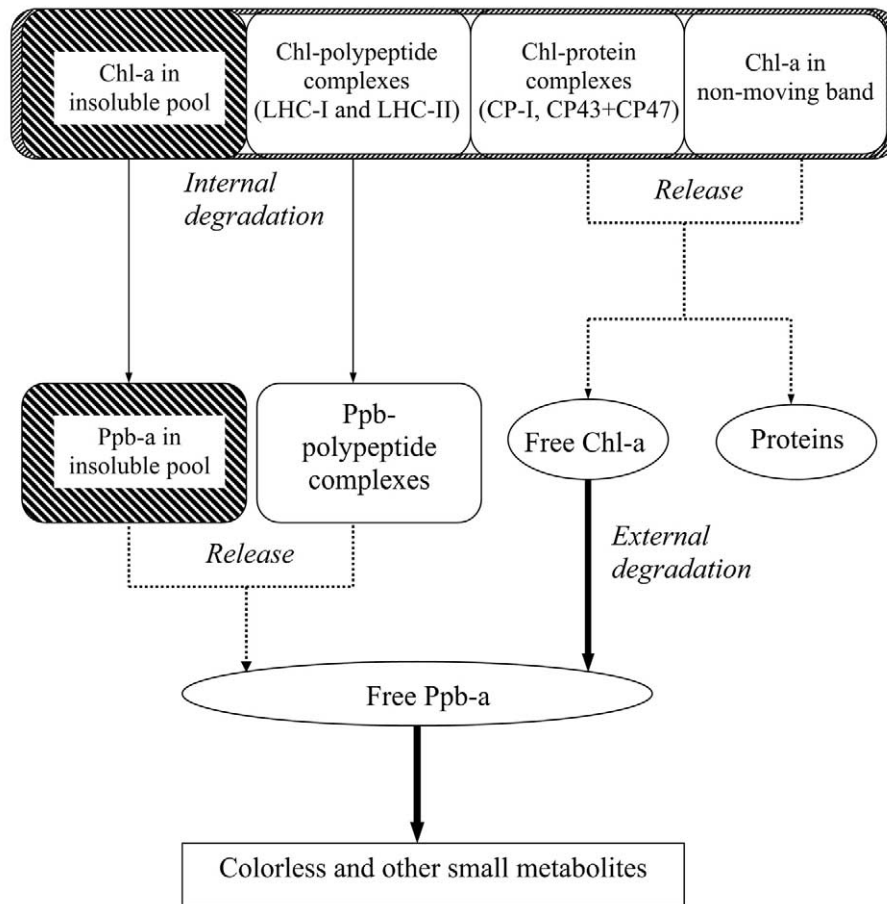 Chl-a in
insoluble pool
Chl-polypeptide
complexes
(LHC-I and LHC-II)
Chl-protein
complexes
(CP-I, CP43+CP47)
Chl-a in
non-moving band
Internal
degradation
Release
Ppb-a in
insoluble pool
Ppb-
polypeptide
complexes
Free Chl-a
Proteins
Release
External
degradation
Free Ppb-a
Colorless and other small metabolites